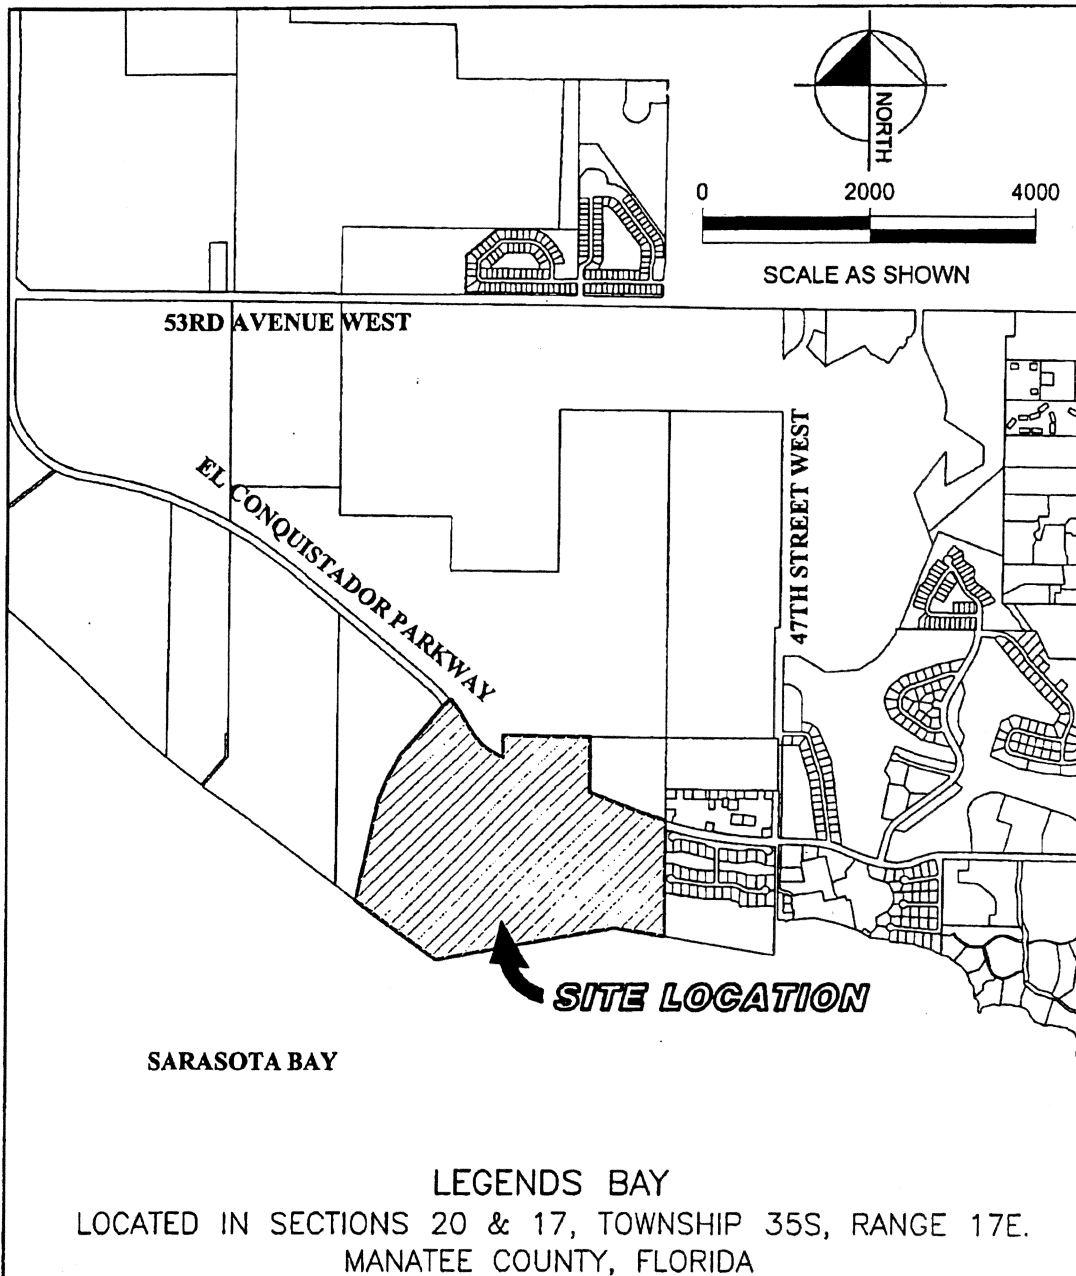 NORTH
0 2000 4000
SCALE AS SHOWN
53RD AVENUE WEST
EL CONQUISTADOR PARKWAY
47TH STREET WEST
SITE LOCATION
SARASOTA BAY
LEGENDS BAY
LOCATED IN SECTIONS 20 & 17, TOWNSHIP 35S, RANGE 17E.
MANATEE COUNTY, FLORIDA